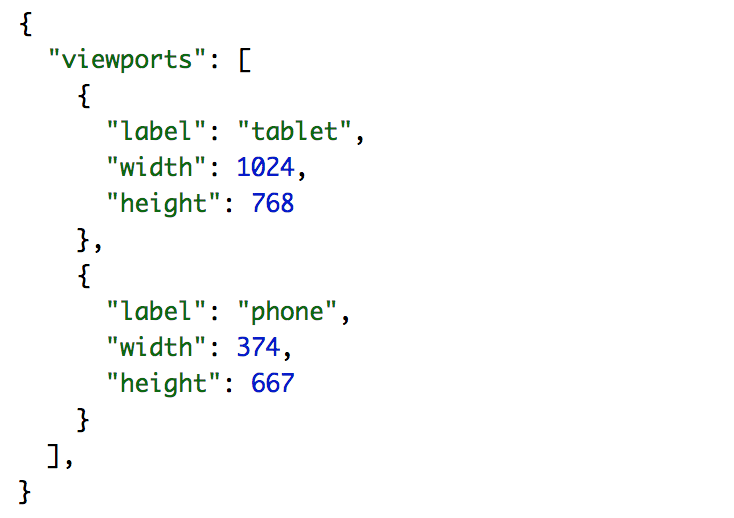 {
  "viewports": [
    {
      "label": "tablet",
      "width": 1024,
      "height": 768
    },
    {
      "label": "phone",
      "width": 374,
      "height": 667
    }
  ],
}